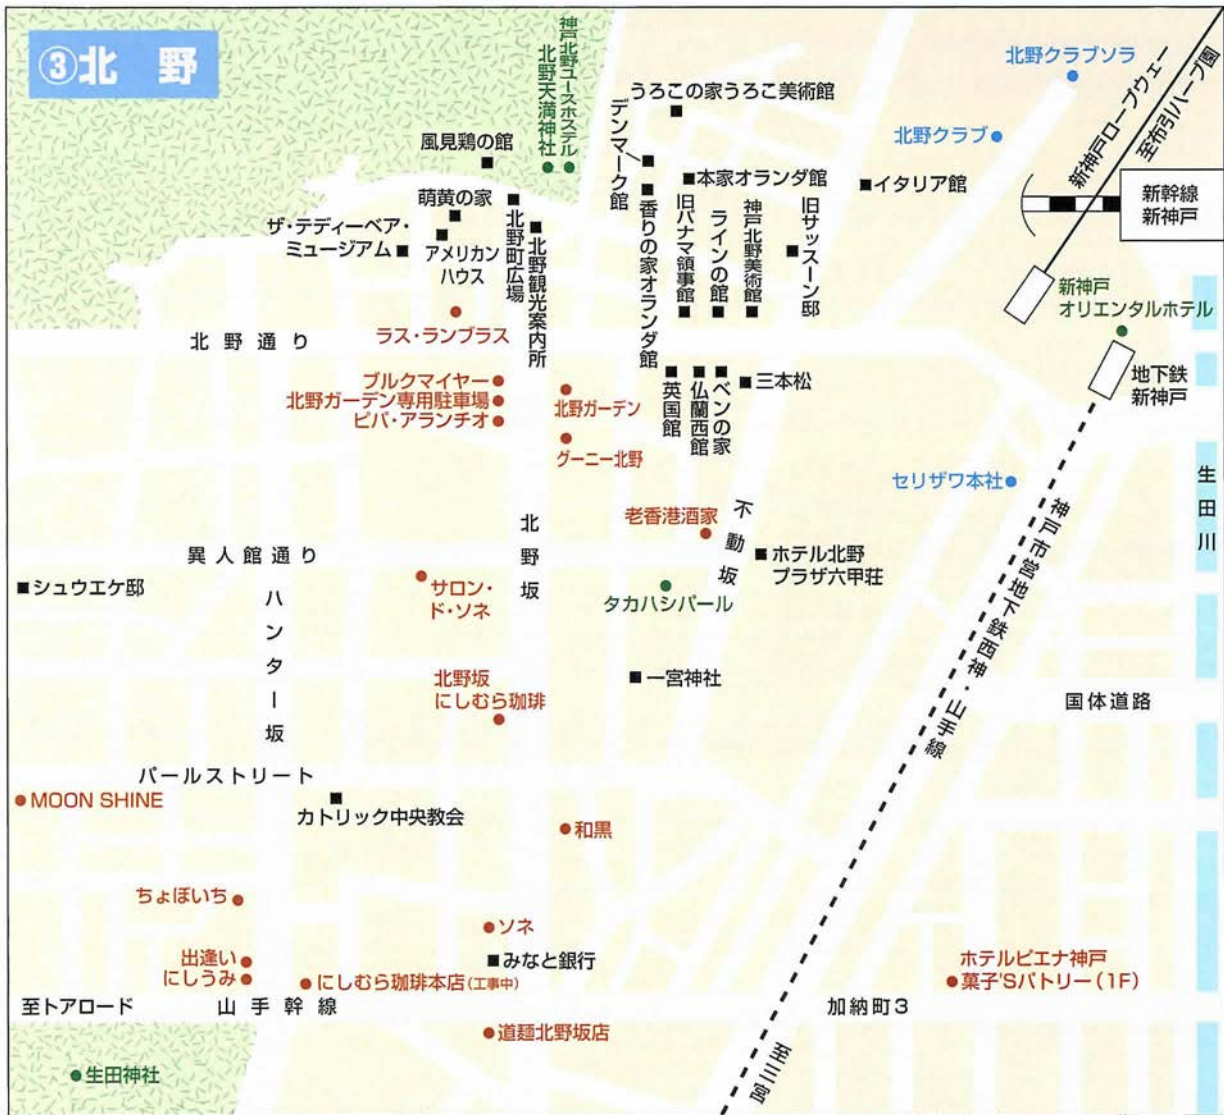 ③北 野
神戸北野ユースホステル
北野天満神社
風見鶏の館
萌黄の家
ザ・テディーベア・
ミュージアム
アメリカン
ハウス
北野町広場
北野観光案内所
ラス・ランブラス
うろこの家うろこ美術館
デンマーク館
香りの家オランダ館
本家オランダ館
旧パナマ領事館
ラインの館
神戸北野美術館
旧サッスーン邸
イタリア館
北野クラブソラ
北野クラブ
新神戸ロープウェー
至布引ハーブ園
新幹線
新神戸
新神戸
オリエンタルホテル
地下鉄
新神戸
北野通り
ブルクマイヤー
北野ガーデン専用駐車場
ピパ・アランチオ
北野ガーデン
グーニー北野
英国館
仏蘭西館
ベンの家
三本松
セリザワ本社
生田川
老香港酒家
不動坂
北野坂
異人館通り
シュウエケ邸
ハンター坂
サロン・
ド・ソネ
タカハシパール
ホテル北野
プラザ六甲荘
神戸市営地下鉄西神・山手線
北野坂
にしむら珈琲
一宮神社
国体道路
パールストリート
MOON SHINE
カトリック中央教会
和黒
ちょぼいち
ソネ
出逢い
にしうみ
みなと銀行
にしむら珈琲本店(工事中)
ホテルピエナ神戸
菓子'Sパトリー(1F)
至トアロード
山手幹線
加納町3
道麺北野坂店
至三宮
生田神社